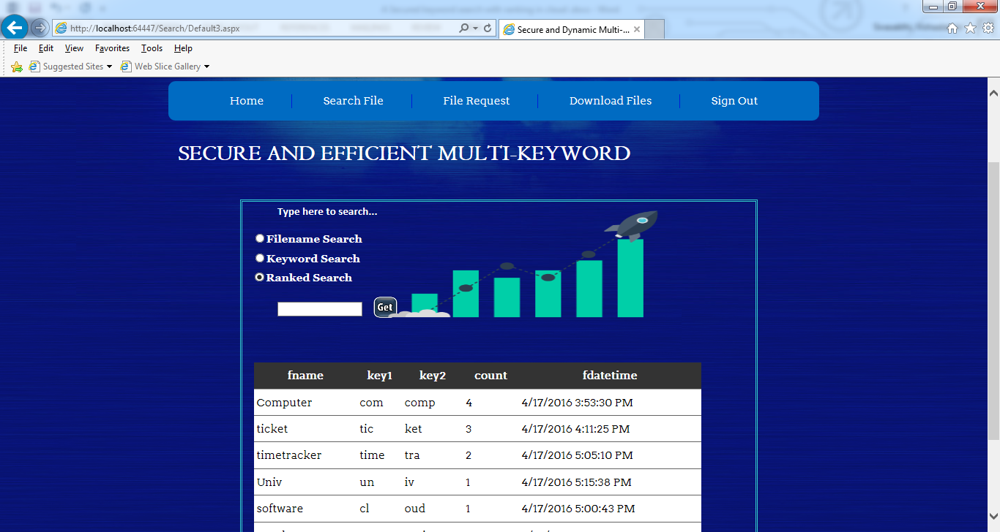 http://localhost:64447/Search/Default3.aspx
Secure and Dynamic Multi-...
File Edit View Favorites Tools Help
Suggested Sites Web Slice Gallery
Home Search File File Request Download Files Sign Out
SECURE AND EFFICIENT MULTI-KEYWORD
Type here to search...
Filename Search
Keyword Search
Ranked Search
Get
fname key1 key2 count fdatetime
Computer com comp 4 4/17/2016 3:53:30 PM
ticket tic ket 3 4/17/2016 4:11:25 PM
timetracker time tra 2 4/17/2016 5:05:10 PM
Univ un iv 1 4/17/2016 5:15:38 PM
software cl oud 1 4/17/2016 5:00:43 PM